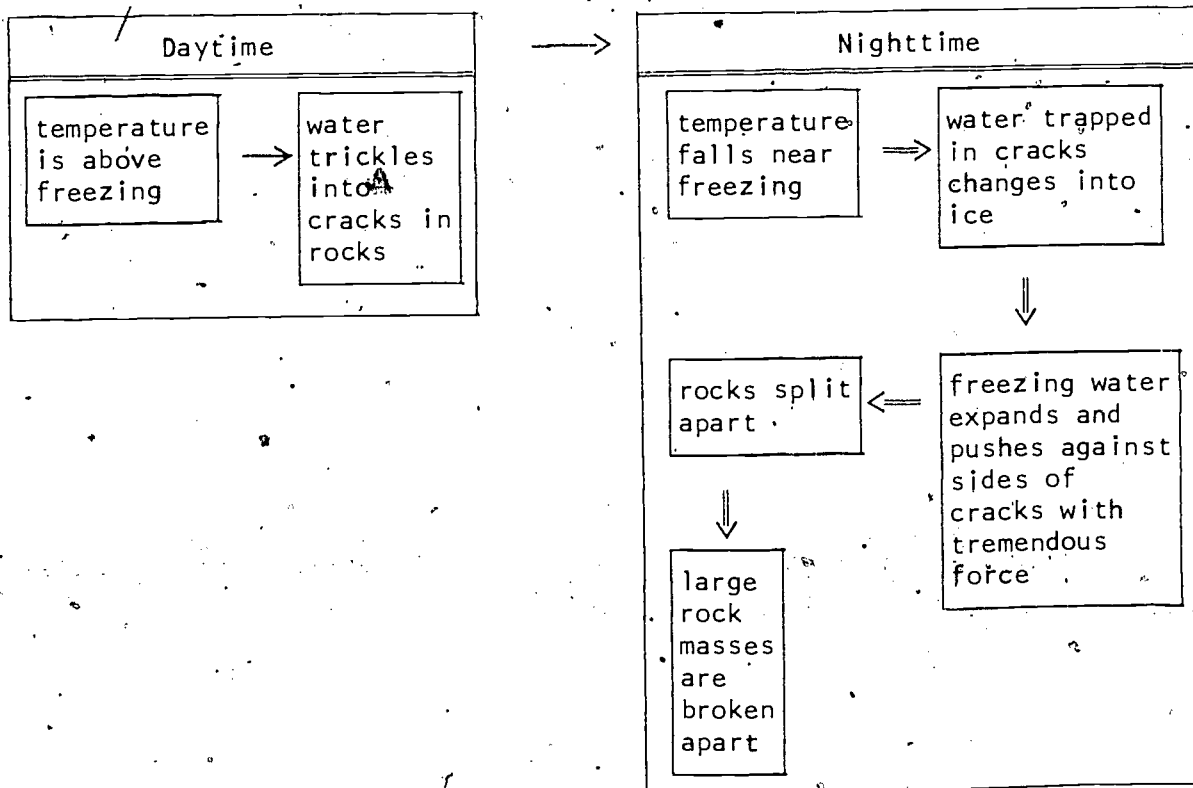 Daytime
temperature
is above
freezing
water
trickles
into
cracks in
rocks
Nighttime
temperature
falls near
freezing
water trapped
in cracks
changes into
ice
freezing water
expands and
pushes against
sides of
cracks with
tremendous
force
rocks split
apart
large
rock
masses
are
broken
apart